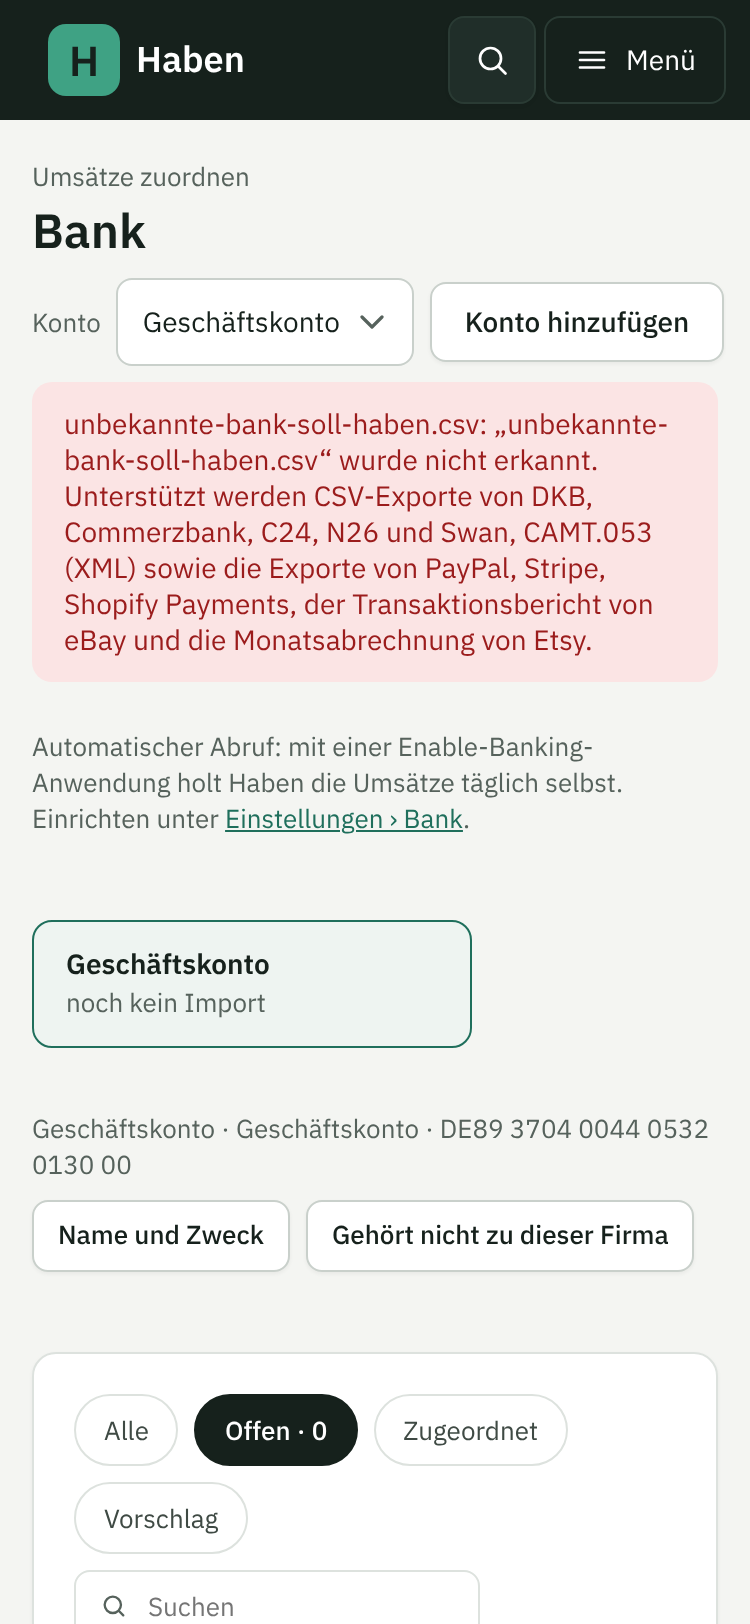 H Haben
Menü
Umsätze zuordnen
Bank
Konto
Geschäftskonto
Konto hinzufügen
unbekannte-bank-soll-haben.csv: „unbekannte-
bank-soll-haben.csv“ wurde nicht erkannt.
Unterstützt werden CSV-Exporte von DKB,
Commerzbank, C24, N26 und Swan, CAMT.053
(XML) sowie die Exporte von PayPal, Stripe,
Shopify Payments, der Transaktionsbericht von
eBay und die Monatsabrechnung von Etsy.
Automatischer Abruf: mit einer Enable-Banking-
Anwendung holt Haben die Umsätze täglich selbst.
Einrichten unter Einstellungen › Bank.
Geschäftskonto
noch kein Import
Geschäftskonto · Geschäftskonto · DE89 3704 0044 0532
0130 00
Name und Zweck
Gehört nicht zu dieser Firma
Alle
Offen · 0
Zugeordnet
Vorschlag
Suchen